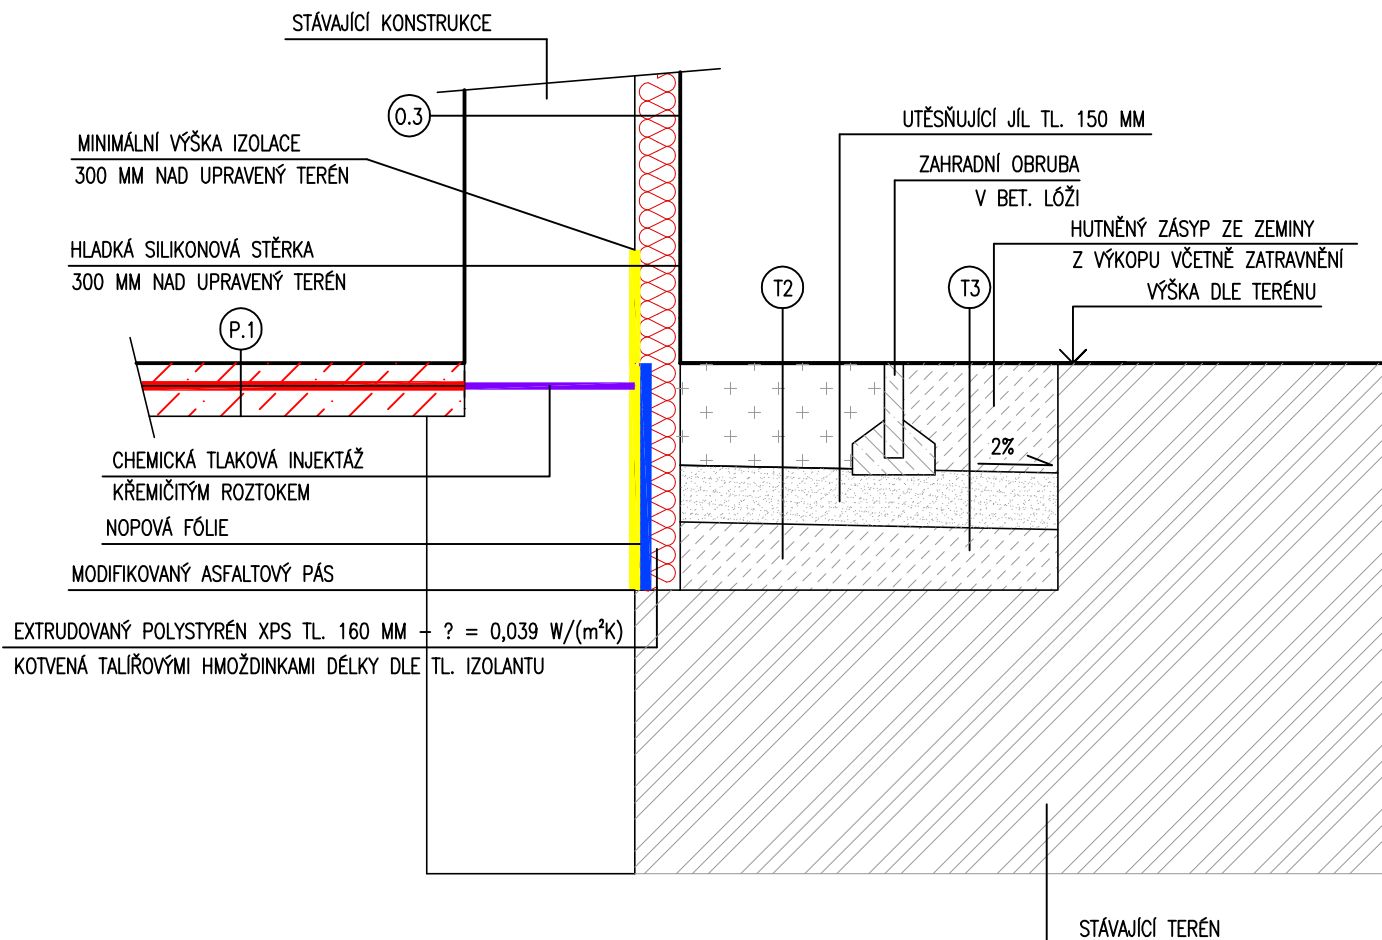 STÁVAJÍCÍ KONSTRUKCE
O.3
MINIMÁLNÍ VÝŠKA IZOLACE
300 MM NAD UPRAVENÝ TERÉN
HLADKÁ SILIKONOVÁ STĚRKA
300 MM NAD UPRAVENÝ TERÉN
P.1
UTĚSŇUJÍCÍ JÍL TL. 150 MM
ZAHRADNÍ OBRUBA
V BET. LÓŽI
HUTNĚNÝ ZÁSYP ZE ZEMINY
Z VÝKOPU VČETNĚ ZATRAVNĚNÍ
VÝŠKA DLE TERÉNU
T2
T3
2%
CHEMICKÁ TLAKOVÁ INJEKTÁŽ
KŘEMIČITÝM ROZTOKEM
NOPOVÁ FÓLIE
MODIFIKOVANÝ ASFALTOVÝ PÁS
EXTRUDOVANÝ POLYSTYRÉN XPS TL. 160 MM - ? = 0,039 W/(m²K)
KOTVENÁ TALÍŘOVÝMI HMOŽDINKAMI DÉLKY DLE TL. IZOLANTU
STÁVAJÍCÍ TERÉN